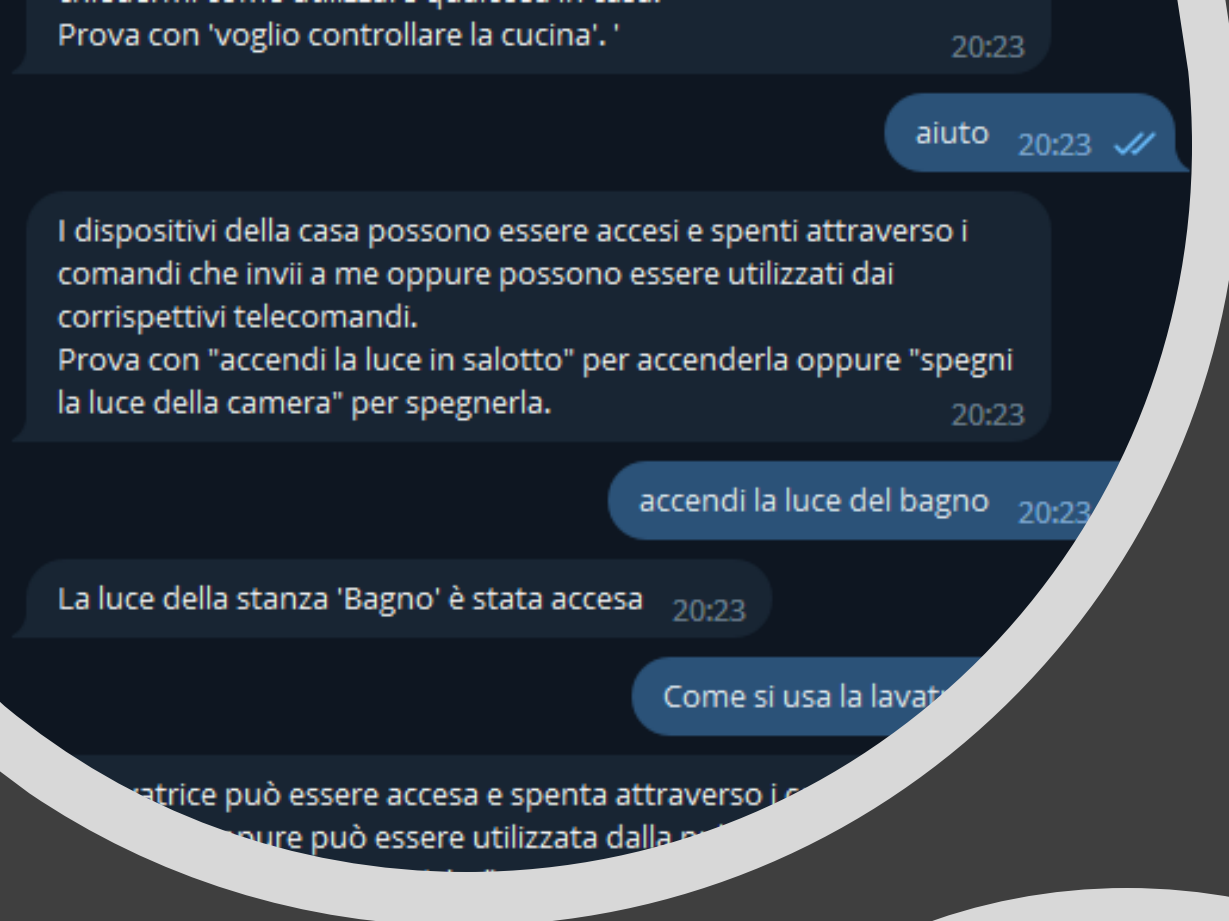 Prova con 'voglio controllare la cucina'. '
20:23
aiuto 20:23
I dispositivi della casa possono essere accesi e spenti attraverso i
comandi che invii a me oppure possono essere utilizzati dai
corrispettivi telecomandi.
Prova con "accendi la luce in salotto" per accenderla oppure "spegni
la luce della camera" per spegnerla.
20:23
accendi la luce del bagno 20:23
La luce della stanza 'Bagno' è stata accesa 20:23
Come si usa la
può essere accesa e spenta attraverso i
può essere utilizzata dalla